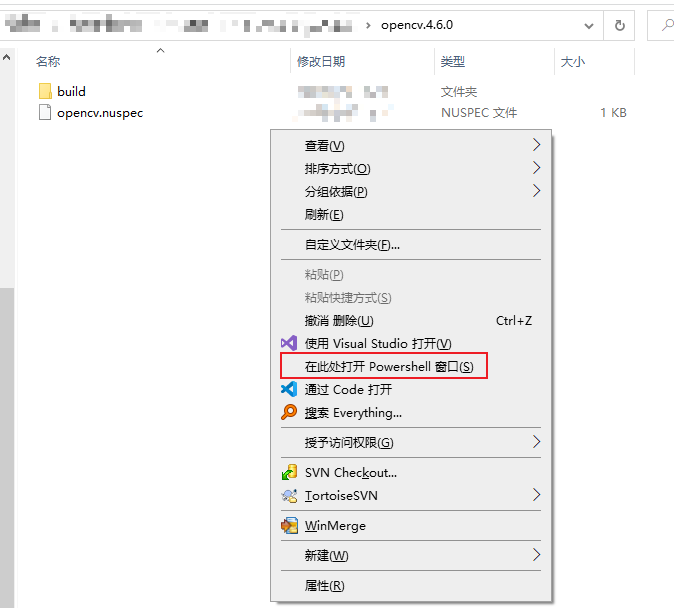 opencv.4.6.0
名称 修改日期 类型 大小
build 文件夹
opencv.nuspec NUSPEC 文件 1 KB
查看(V)
排序方式(O)
分组依据(P)
刷新(E)
自定义文件夹(F)...
粘贴(P)
粘贴快捷方式(S)
撤消 删除(U) Ctrl+Z
使用 Visual Studio 打开(V)
在此处打开 Powershell 窗口(S)
通过 Code 打开
搜索 Everything...
授予访问权限(G)
SVN Checkout...
TortoiseSVN
WinMerge
新建(W)
属性(R)